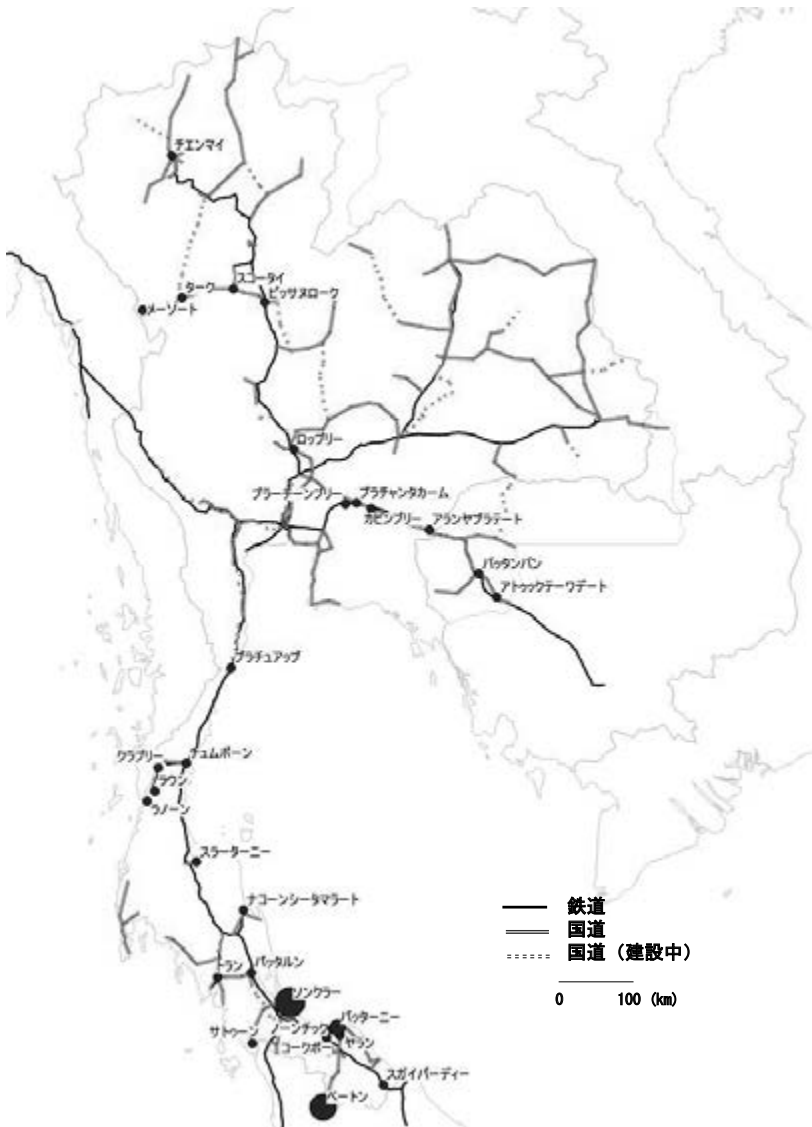 チエンマイ
スコータイ
ターク
ピッサヌローク
メーソート
ロップリー
プラーチーンブリー
プラチャンタカーム
カビンブリー
アランヤプラテート
バッタンバン
アトゥックテーワデート
プラチュアップ
クラブリー
チュムポーン
ラウン
ラノーン
スラーターニー
ナコーンシータマラート
トラン
パッタルン
ソンクラー
パッターニー
サトゥーン
ノーンチック
コークポー
ヤラン
スガイパーディー
ベートン
鉄道
国道
国道（建設中）
0 100 (km)